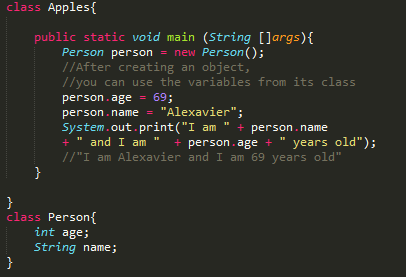 class Apples{
public static void main (String []args){
Person person = new Person();
//After creating an object,
//you can use the variables from its class
person.age = 69;
person.name = "Alexavier";
System.out.print("I am " + person.name
+ " and I am "  + person.age + " years old");
//"I am Alexavier and I am 69 years old"
}
}
class Person{
int age;
String name;
}